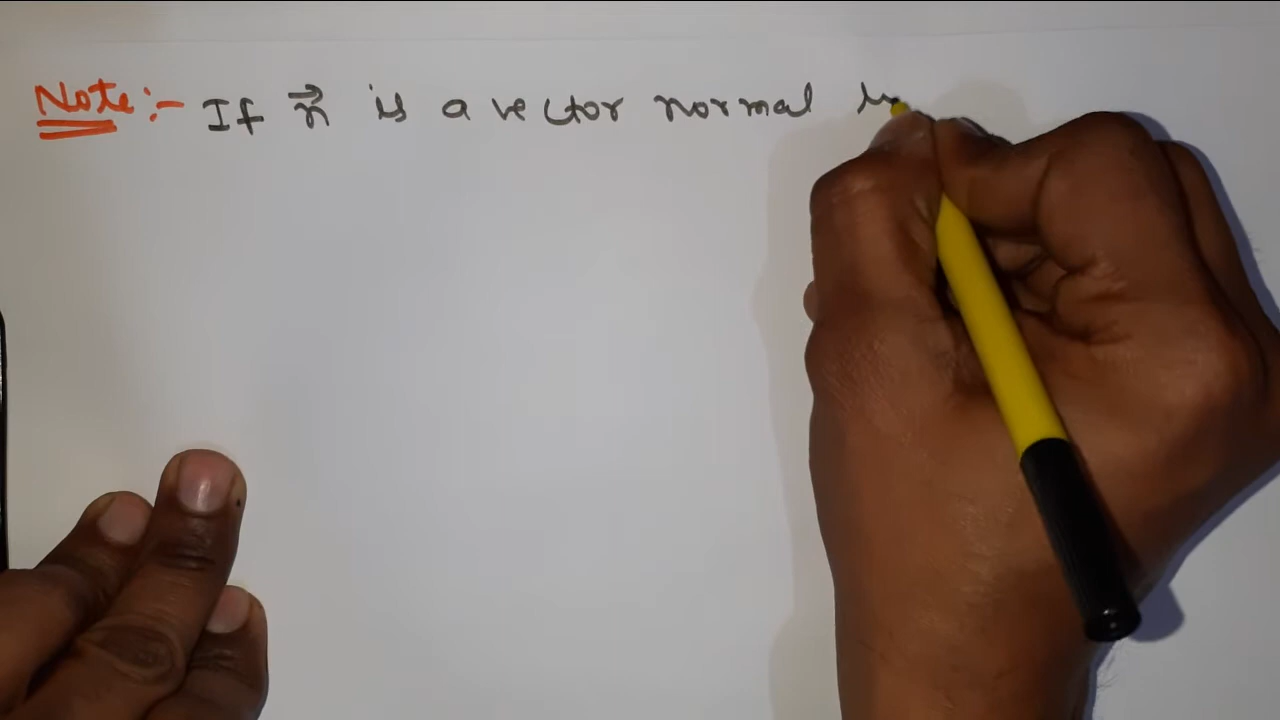 Note:- If n⃗ is a vector normal